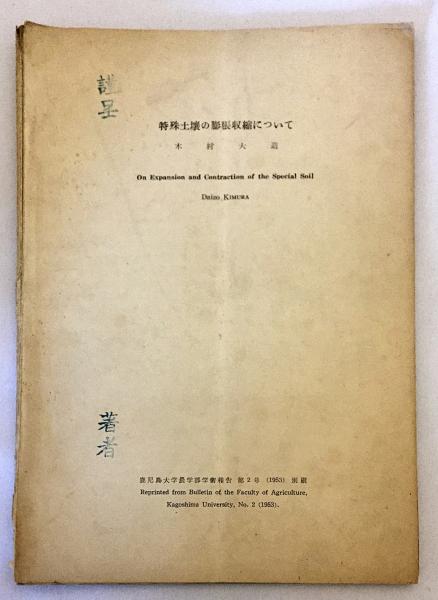 謹呈
特殊土壌の膨脹収縮について
木村大造
On Expansion and Contraction of the Special Soil
Daizo KIMURA
著者
鹿児島大学農学部学術報告 第2号 (1953) 別刷
Reprinted from Bulletin of the Faculty of Agriculture,
Kagoshima University, No. 2 (1953).